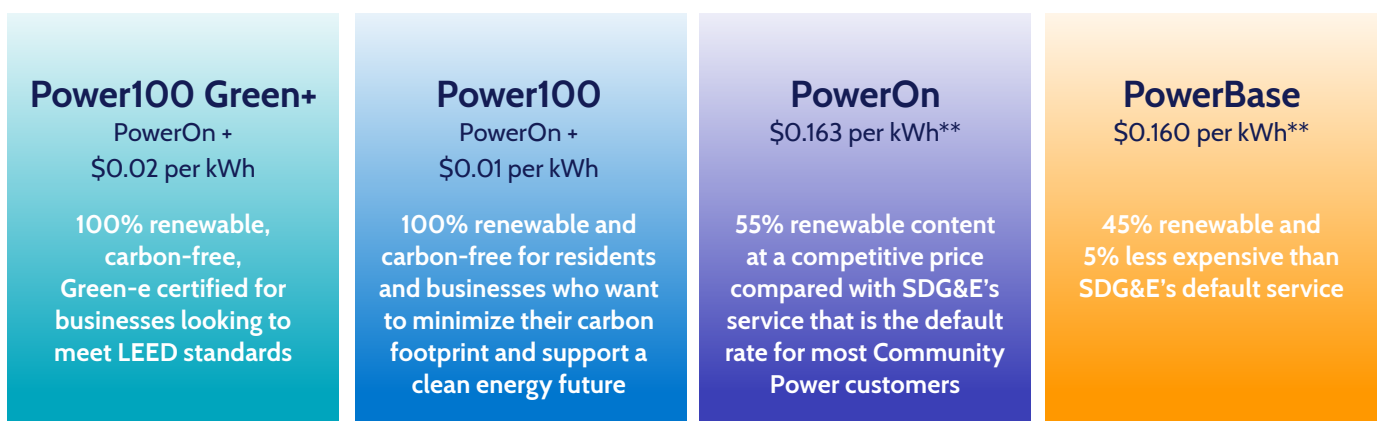 Power100 Green+
PowerOn +
$0.02 per kWh
100% renewable,
carbon-free,
Green-e certified for
businesses looking to
meet LEED standards
Power100
PowerOn +
$0.01 per kWh
100% renewable and
carbon-free for residents
and businesses who want
to minimize their carbon
footprint and support a
clean energy future
PowerOn
$0.163 per kWh**
55% renewable content
at a competitive price
compared with SDG&E's
service that is the default
rate for most Community
Power customers
PowerBase
$0.160 per kWh**
45% renewable and
5% less expensive than
SDG&E's default service